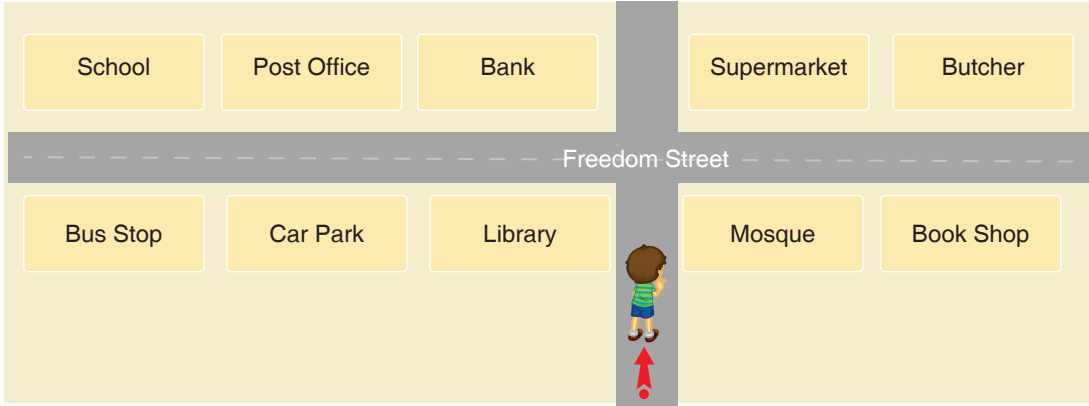 School
Post Office
Bank
Supermarket
Butcher
Freedom Street
Bus Stop
Car Park
Library
Mosque
Book Shop